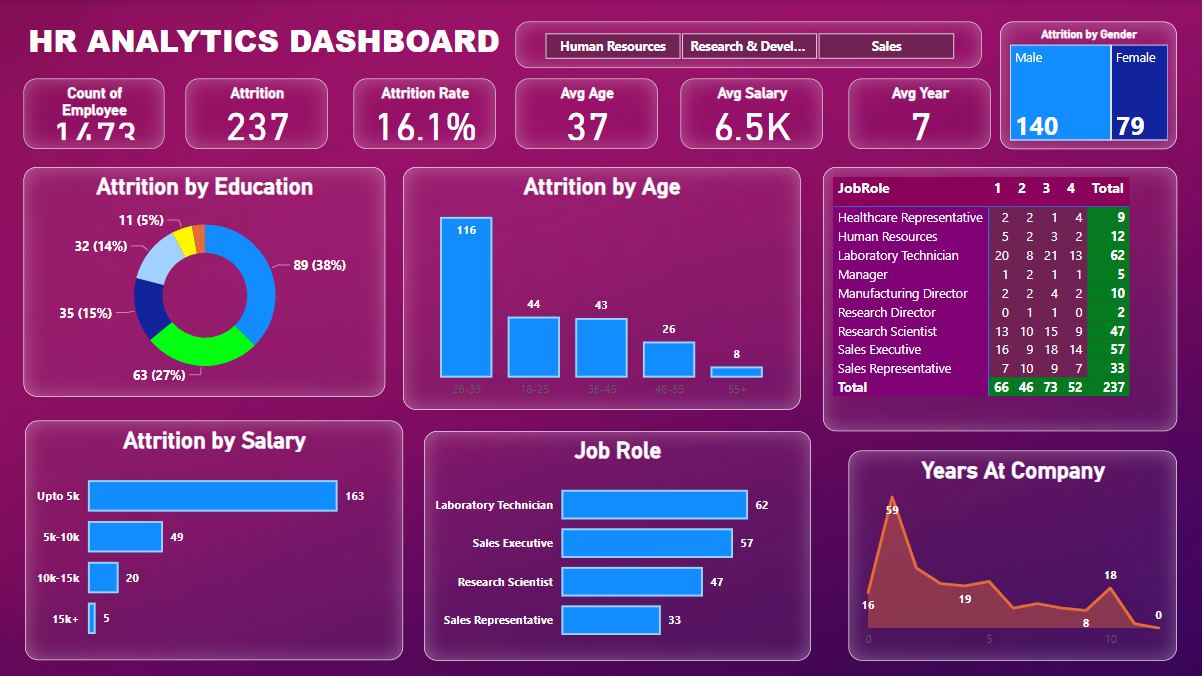 HR ANALYTICS DASHBOARD
Human Resources
Research & Devel...
Sales
Attrition by Gender
Male
Female
140
79
Count of
Employee
1473
Attrition
237
Attrition Rate
16.1%
Avg Age
37
Avg Salary
6.5K
Avg Year
7
Attrition by Education
11 (5%)
32 (14%)
89 (38%)
35 (15%)
63 (27%)
Attrition by Age
116
44
43
26
8
26-35
18-25
36-45
46-55
55+
JobRole 1 2 3 4 Total
Healthcare Representative 2 2 1 4 9
Human Resources 5 2 3 2 12
Laboratory Technician 20 8 21 13 62
Manager 1 2 1 1 5
Manufacturing Director 2 2 4 2 10
Research Director 0 1 1 0 2
Research Scientist 13 10 15 9 47
Sales Executive 16 9 18 14 57
Sales Representative 7 10 9 7 33
Total 66 46 73 52 237
Attrition by Salary
Upto 5k 163
5k-10k 49
10k-15k 20
15k+ 5
Job Role
Laboratory Technician 62
Sales Executive 57
Research Scientist 47
Sales Representative 33
Years At Company
59
16
19
18
8
0
0 5 10